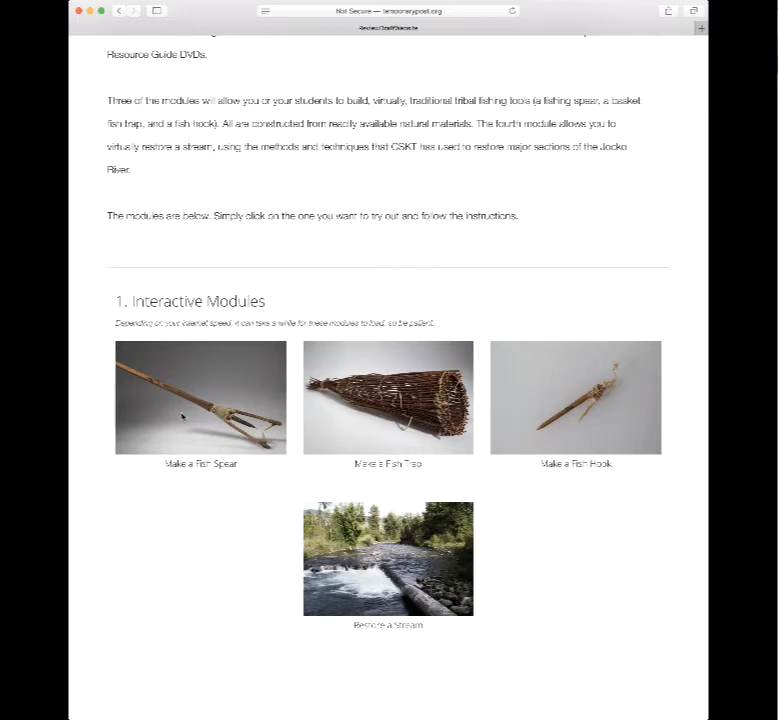 Not Secure — temporarypost.org
Resource Guide DVDs.
Three of the modules will allow you or your students to build, virtually, traditional tribal fishing tools (a fishing spear, a basket
fish trap, and a fish hook). All are constructed from readily available natural materials. The fourth module allows you to
virtually restore a stream, using the methods and techniques that CSKT has used to restore major sections of the Jocko
River.
The modules are below. Simply click on the one you want to try out and follow the instructions.
1. Interactive Modules
Depending on your internet speed, it can take a while for these modules to load, so be patient.
Make a Fish Spear
Make a Fish Trap
Make a Fish Hook
Restore a Stream